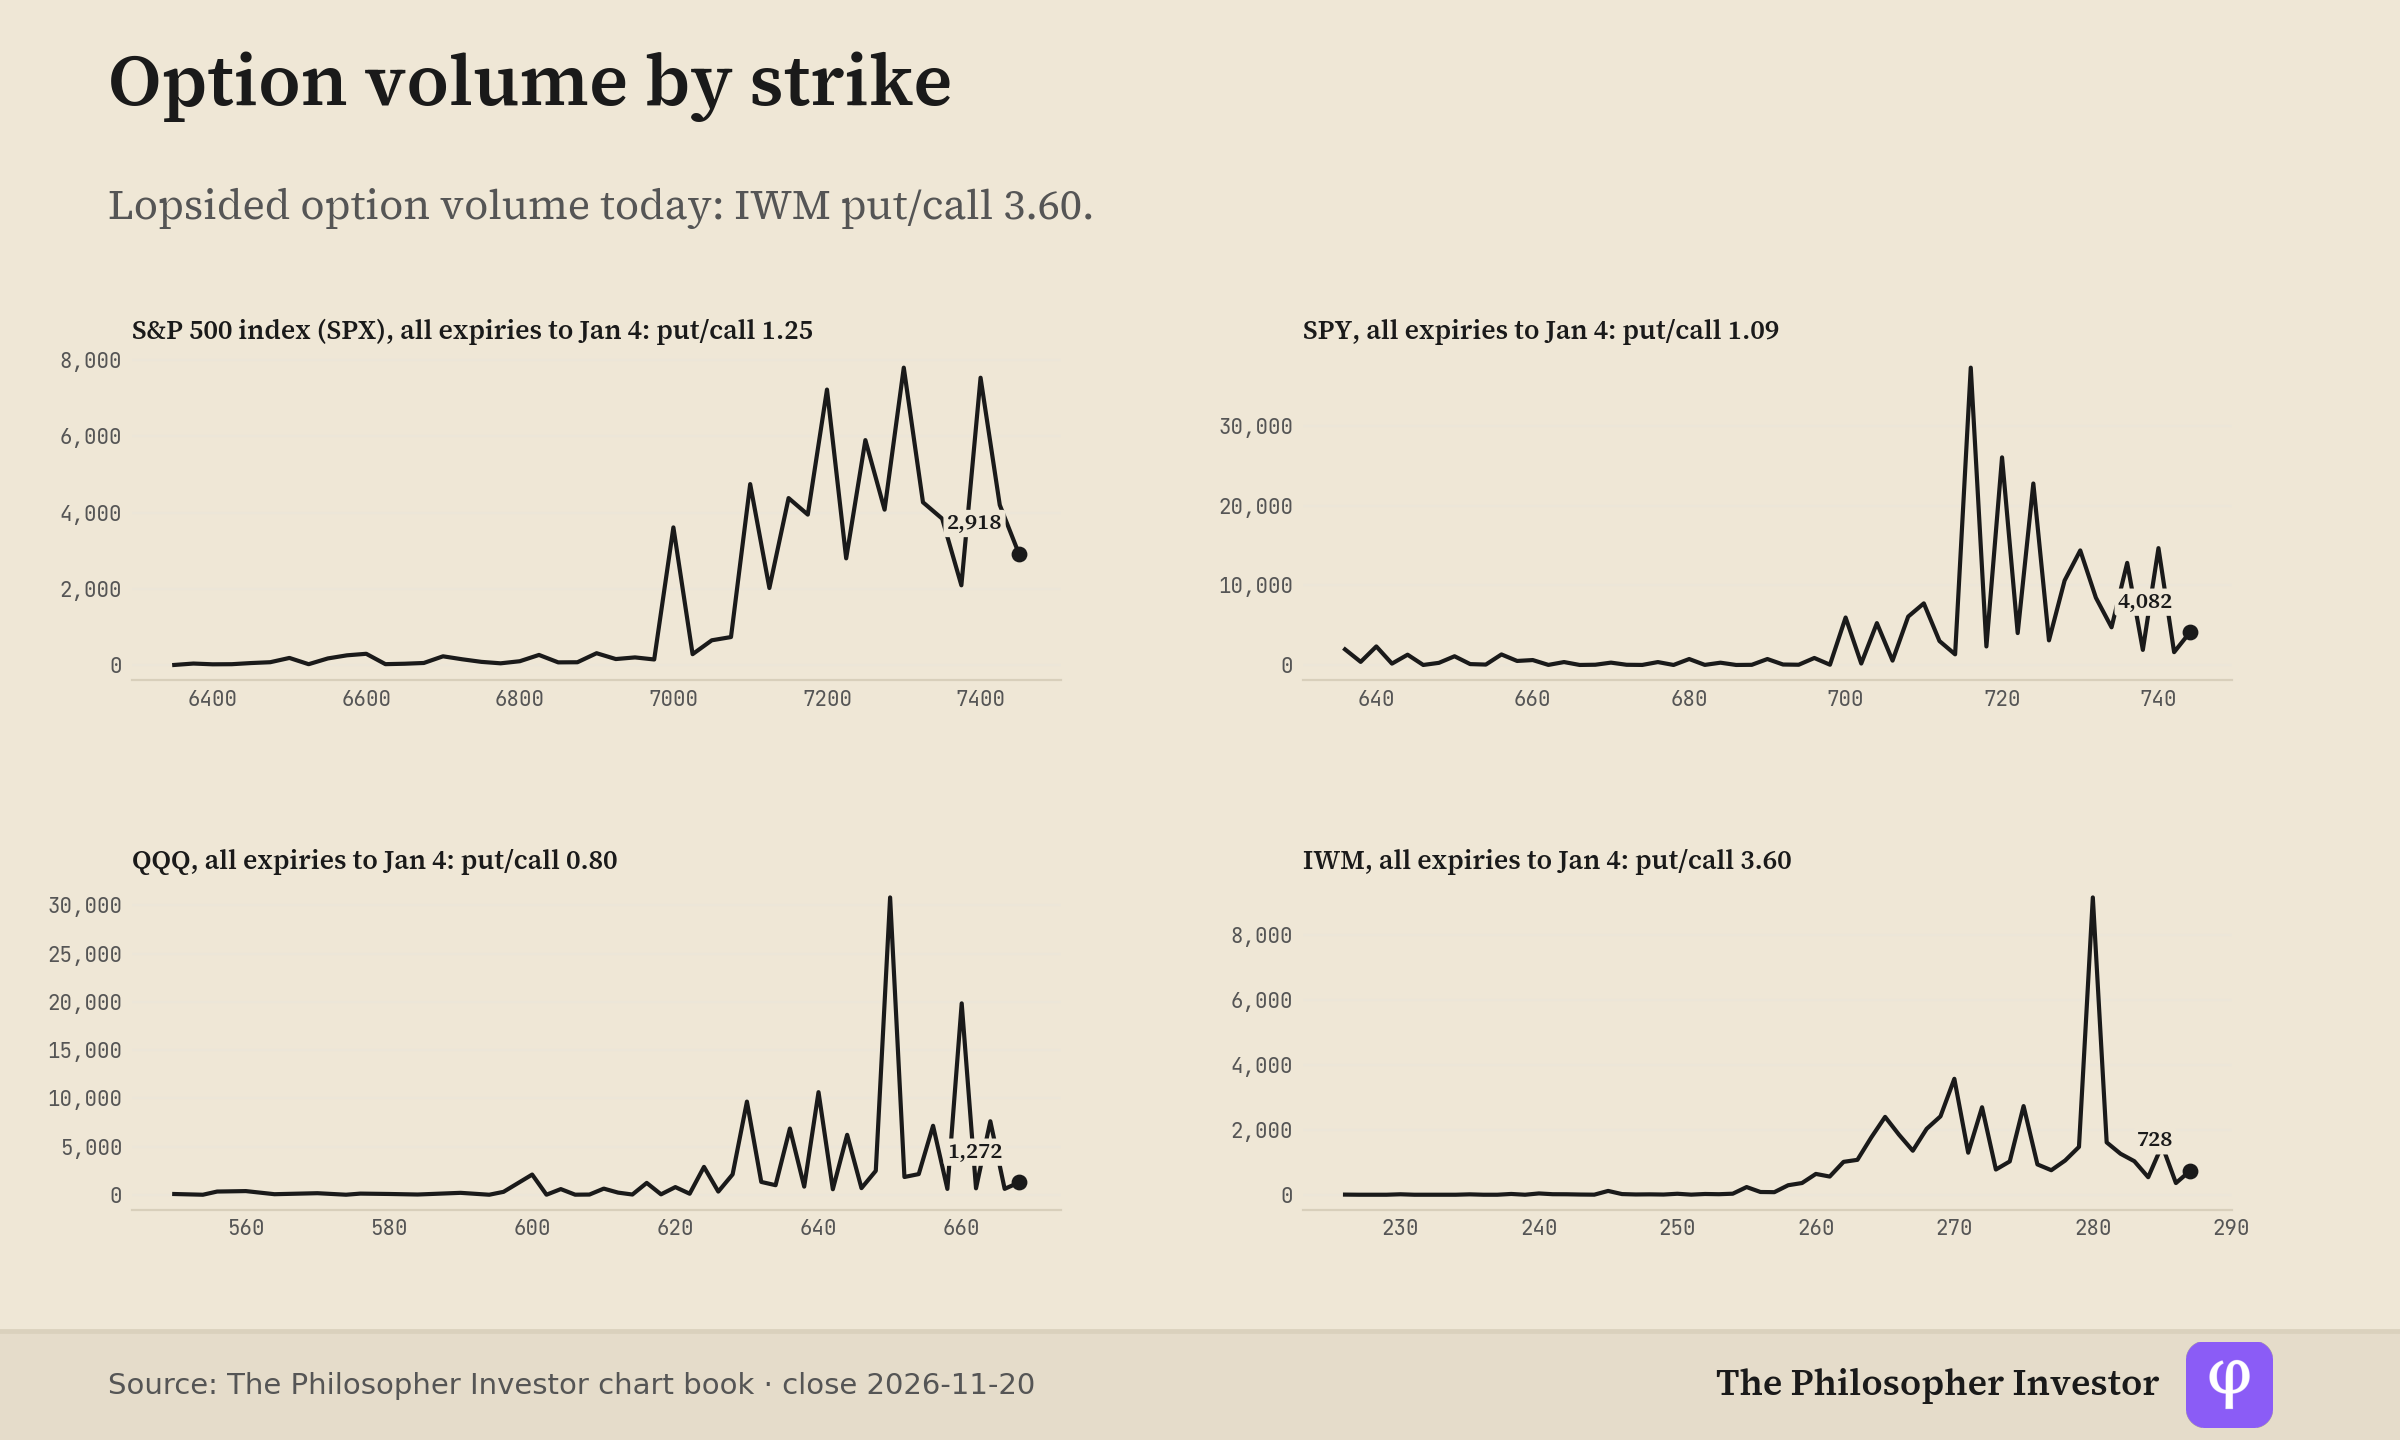 Option volume by strike
Lopsided option volume today: IWM put/call 3.60.
S&P 500 index (SPX), all expiries to Jan 4: put/call 1.25
8,000
6,000
4,000
2,000
0
2,918
6400 6600 6800 7000 7200 7400
SPY, all expiries to Jan 4: put/call 1.09
30,000
20,000
10,000
0
4,082
640 660 680 700 720 740
QQQ, all expiries to Jan 4: put/call 0.80
30,000
25,000
20,000
15,000
10,000
5,000
0
1,272
560 580 600 620 640 660
IWM, all expiries to Jan 4: put/call 3.60
8,000
6,000
4,000
2,000
0
728
230 240 250 260 270 280 290
Source: The Philosopher Investor chart book · close 2026-11-20
The Philosopher Investor
φ